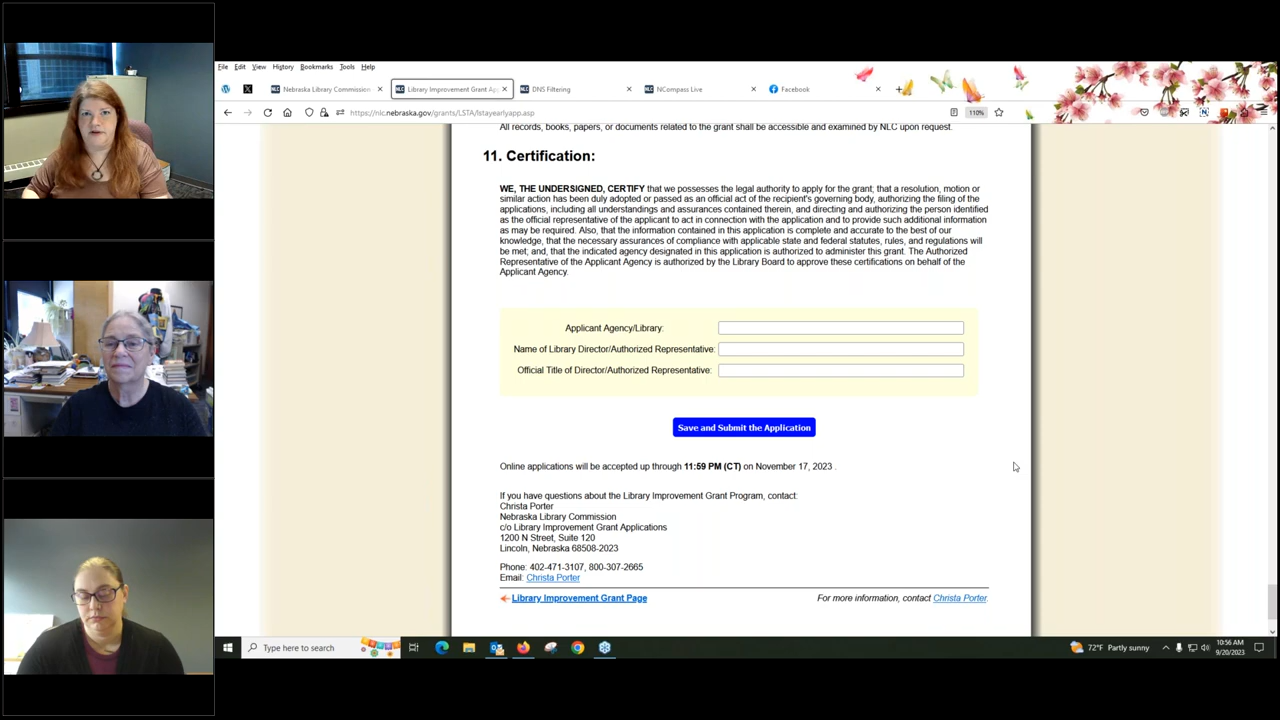 File Edit View History Bookmarks Tools Help
Nebraska Library Commission
Library Improvement Grant Ap
DNS Filtering
NCompass Live
Facebook
https://nlc.nebraska.gov/grants/LSTA/lstayearlyapp.asp
110%
All records, books, papers, or documents related to the grant shall be accessible and examined by NLC upon request.
11. Certification:
WE, THE UNDERSIGNED, CERTIFY that we possesses the legal authority to apply for the grant; that a resolution, motion or
similar action has been duly adopted or passed as an official act of the recipient's governing body, authorizing the filing of the
applications, including all understandings and assurances contained therein, and directing and authorizing the person identified
as the official representative of the applicant to act in connection with the application and to provide such additional information
as may be required. Also, that the information contained in this application is complete and accurate to the best of our
knowledge, that the necessary assurances of compliance with applicable state and federal statutes, rules, and regulations will
be met; and, that the indicated agency designated in this application is authorized to administer this grant. The Authorized
Representative of the Applicant Agency is authorized by the Library Board to approve these certifications on behalf of the
Applicant Agency.
Applicant Agency/Library:
Name of Library Director/Authorized Representative:
Official Title of Director/Authorized Representative:
Save and Submit the Application
Online applications will be accepted up through 11:59 PM (CT) on November 17, 2023 .
If you have questions about the Library Improvement Grant Program, contact:
Christa Porter
Nebraska Library Commission
c/o Library Improvement Grant Applications
1200 N Street, Suite 120
Lincoln, Nebraska 68508-2023
Phone: 402-471-3107, 800-307-2665
Email: Christa Porter
Library Improvement Grant Page
For more information, contact Christa Porter.
Type here to search
72°F Partly sunny
10:56 AM
9/20/2023